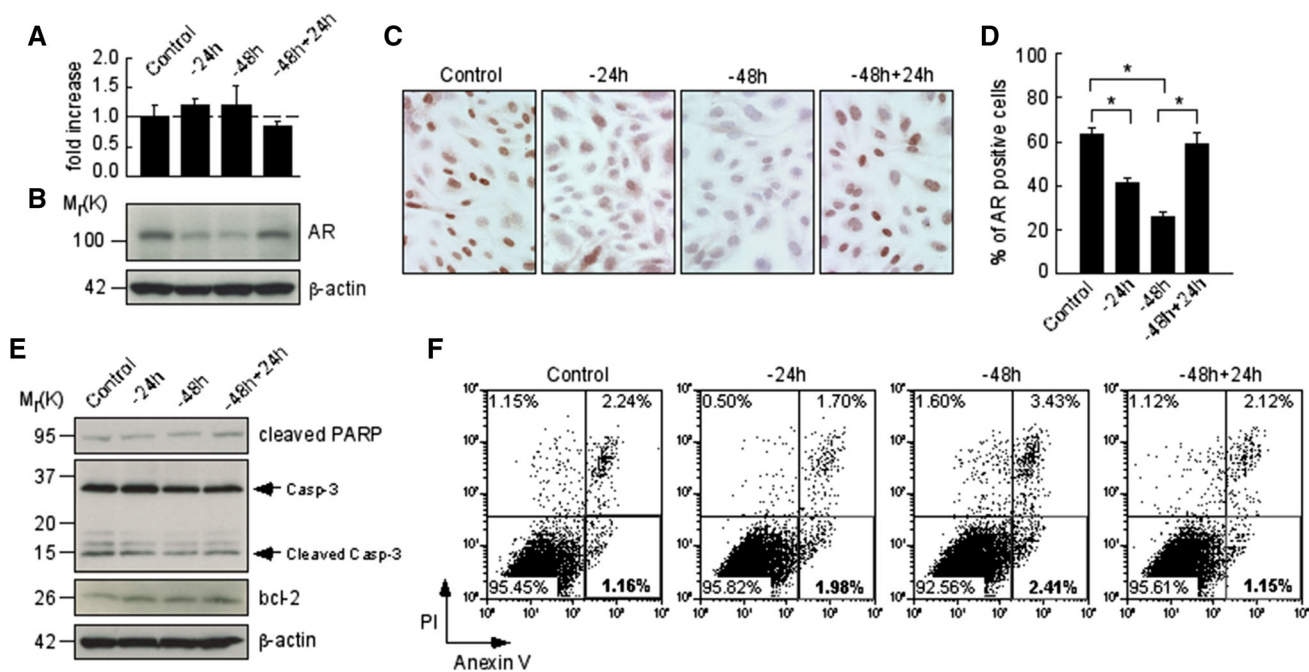 A
Control
-24h
-48h
-48h+24h
fold increase
2.0
1.5
1.0
0.5
0.0
B
Mr(K)
100
AR
42
β-actin
C
Control
-24h
-48h
-48h+24h
D
% of AR positive cells
100
80
60
40
20
0
*
* *
Control
-24h
-48h
-48h+24h
E
Control
-24h
-48h
-48h+24h
Mr(K)
95
cleaved PARP
37
Casp-3
20
15
Cleaved Casp-3
26
bcl-2
42
β-actin
F
Control
-24h
-48h
-48h+24h
1.15% 2.24%
0.50% 1.70%
1.60% 3.43%
1.12% 2.12%
95.45% 1.16%
95.82% 1.98%
92.56% 2.41%
95.61% 1.15%
PI
Anexin V